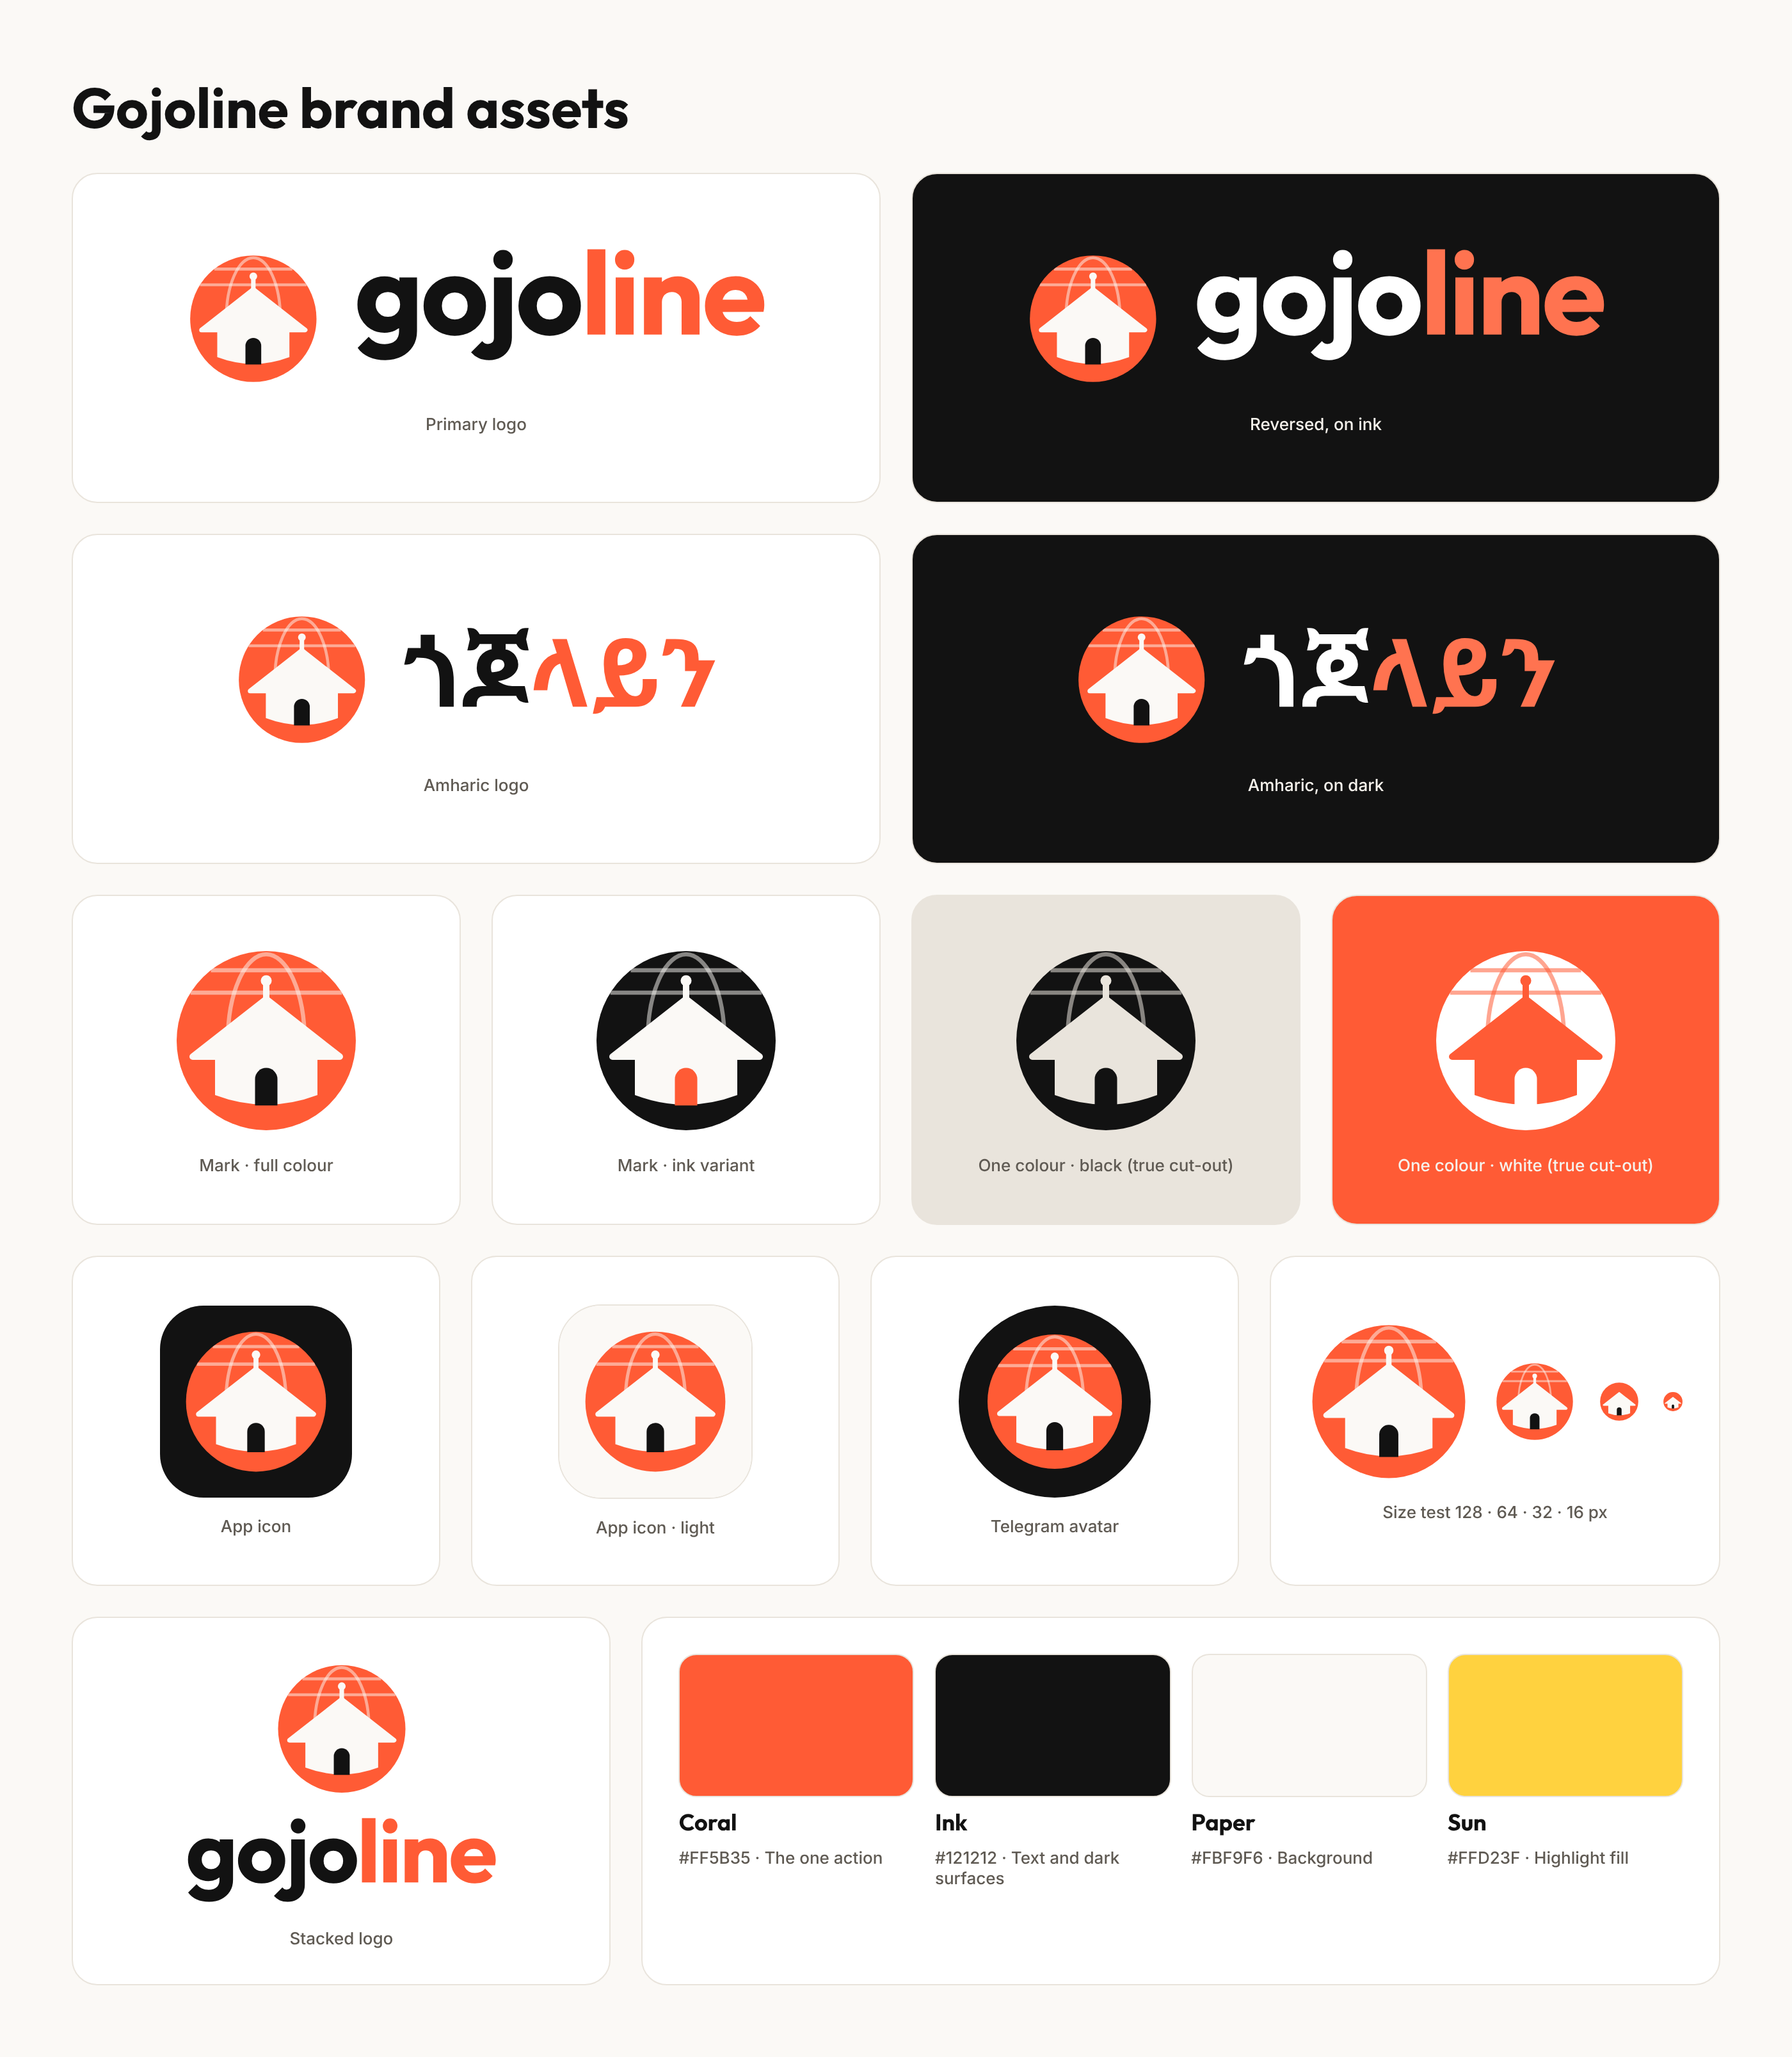 Gojoline brand assets
gojoline
Primary logo
gojoline
Reversed, on ink
ጎጆላይን
Amharic logo
ጎጆላይን
Amharic, on dark
Mark · full colour
Mark · ink variant
One colour · black (true cut-out)
One colour · white (true cut-out)
App icon
App icon · light
Telegram avatar
Size test 128 · 64 · 32 · 16 px
gojoline
Stacked logo
Coral
#FF5B35 · The one action
Ink
#121212 · Text and dark
surfaces
Paper
#FBF9F6 · Background
Sun
#FFD23F · Highlight fill